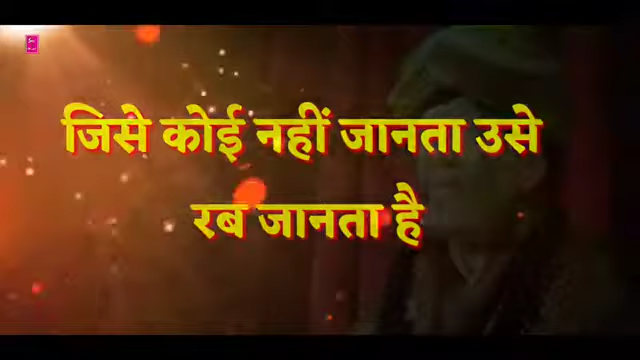 जिसे कोई नहीं जानता उसे
रब जानता है